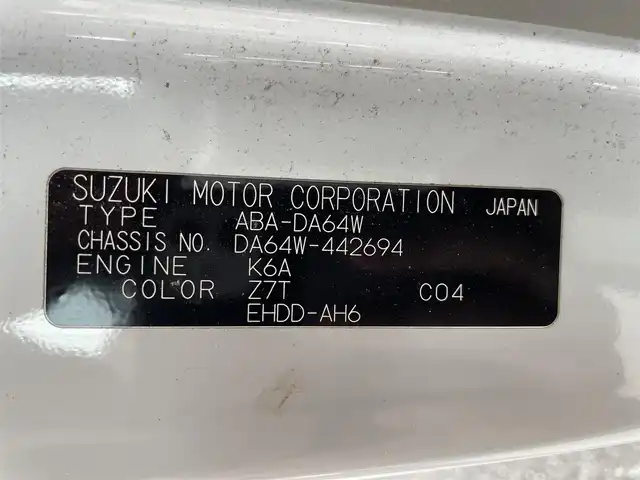 SUZUKI MOTOR CORPORATION JAPAN
TYPE ABA-DA64W
CHASSIS NO. DA64W-442694
ENGINE K6A
COLOR Z7T C04
EHDD-AH6